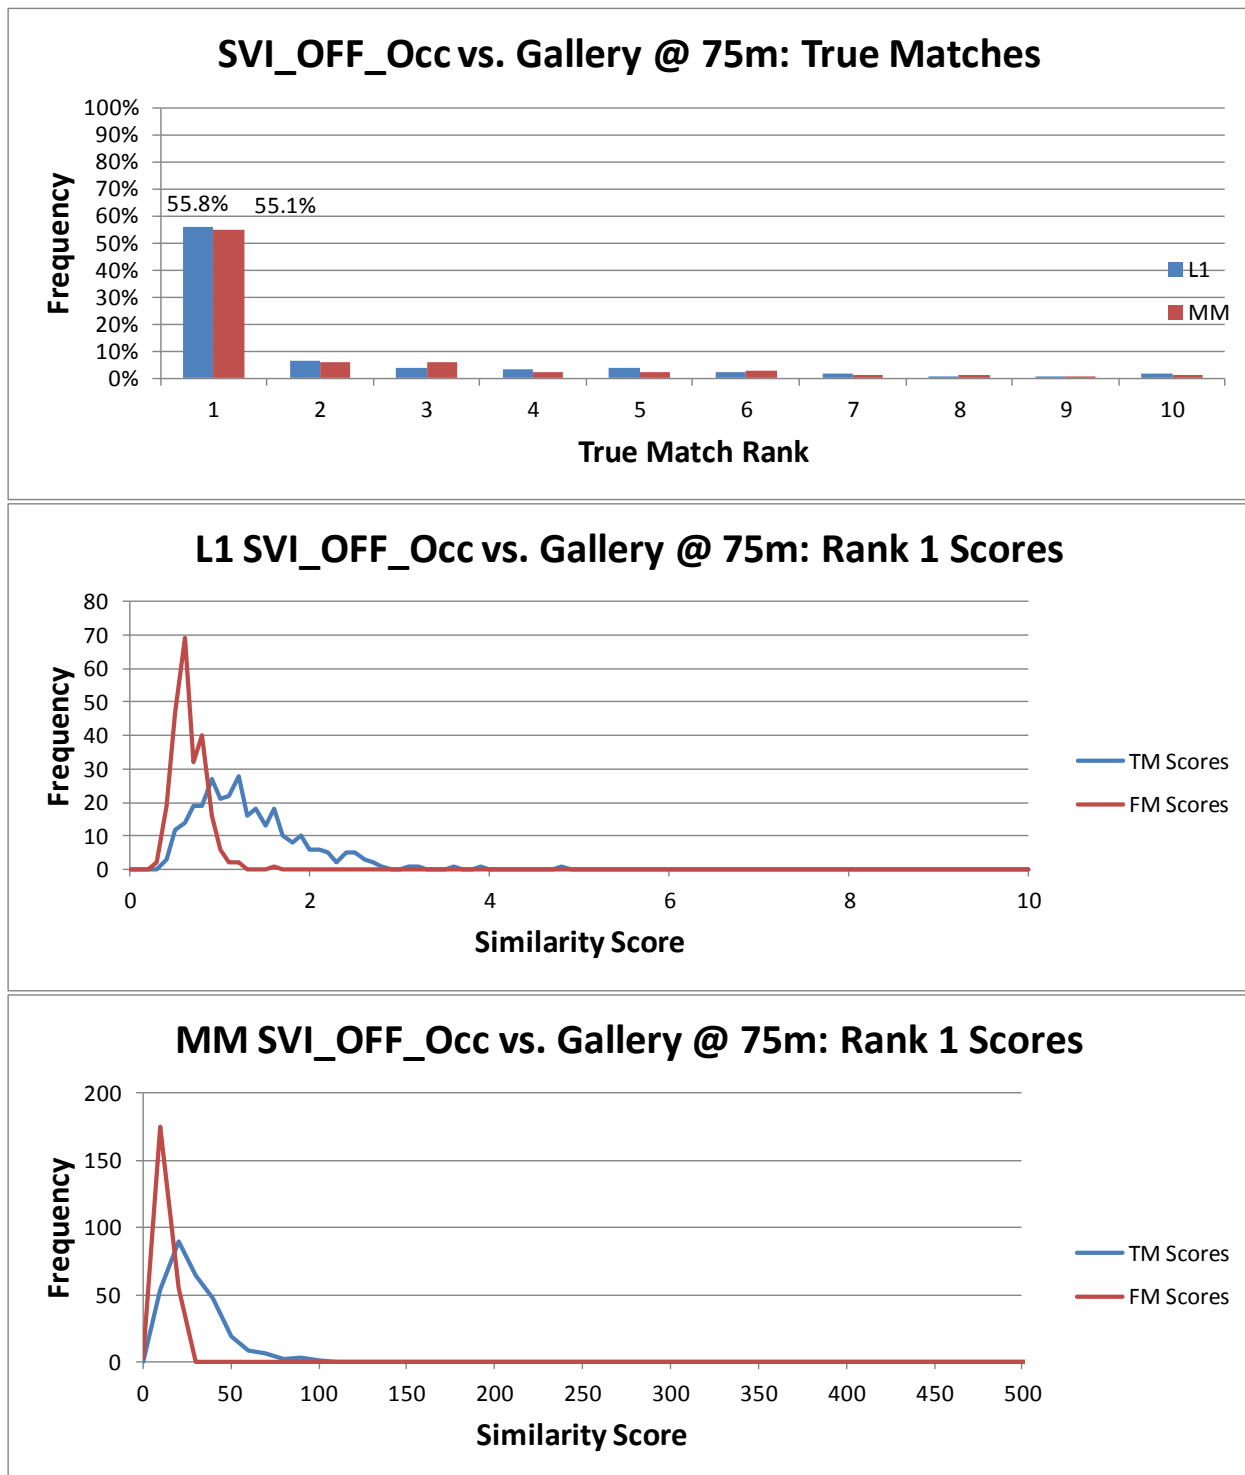 SVI_OFF_Occ vs. Gallery @ 75m: True Matches
100%
90%
80%
70%
60%
50%
40%
30%
20%
10%
0%
Frequency
55.8% 55.1%
L1
MM
1 2 3 4 5 6 7 8 9 10
True Match Rank
L1 SVI_OFF_Occ vs. Gallery @ 75m: Rank 1 Scores
80
70
60
50
40
30
20
10
0
Frequency
TM Scores
FM Scores
0 2 4 6 8 10
Similarity Score
MM SVI_OFF_Occ vs. Gallery @ 75m: Rank 1 Scores
200
150
100
50
0
Frequency
TM Scores
FM Scores
0 50 100 150 200 250 300 350 400 450 500
Similarity Score